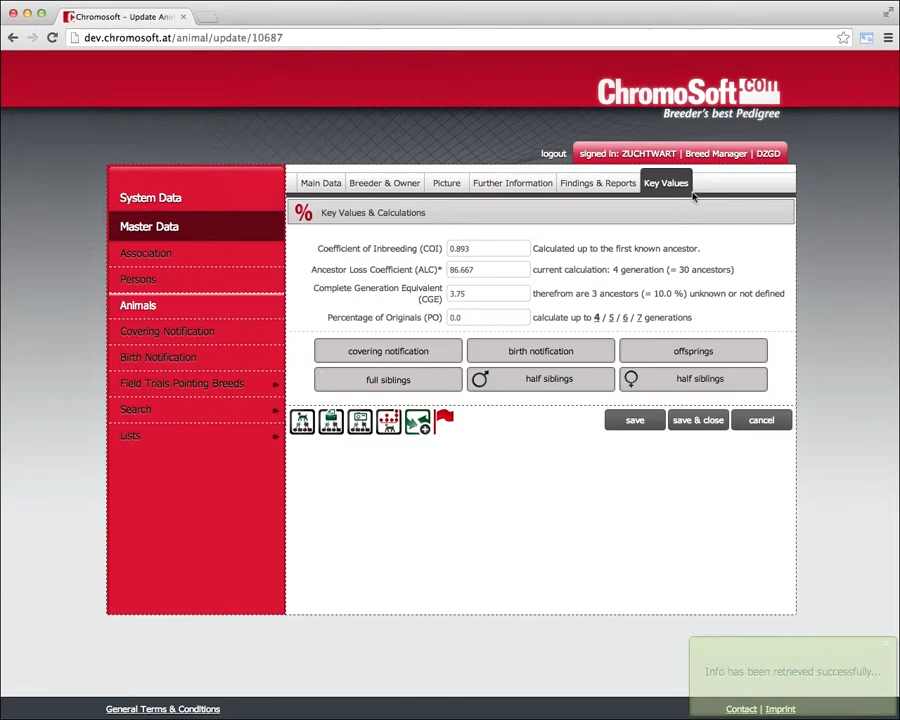 Chromosoft - Update Anim
dev.chromosoft.at/animal/update/10687
ChromoSoft.com
Breeder's best Pedigree
logout
signed in: ZUCHTWART | Breed Manager | DZGD
System Data
Master Data
Association
Persons
Animals
Covering Notification
Birth Notification
Field Trials Pointing Breeds
Search
Lists
Main Data
Breeder & Owner
Picture
Further Information
Findings & Reports
Key Values
% Key Values & Calculations
Coefficient of Inbreeding (COI) 0.893 Calculated up to the first known ancestor.
Ancestor Loss Coefficient (ALC)* 86.667 current calculation: 4 generation (= 30 ancestors)
Complete Generation Equivalent
(CGE) 3.75 therefrom are 3 ancestors (= 10.0 %) unknown or not defined
Percentage of Originals (PO) 0.0 calculate up to 4 / 5 / 6 / 7 generations
covering notification
birth notification
offsprings
full siblings
half siblings
half siblings
save
save & close
cancel
Info has been retrieved successfully...
General Terms & Conditions
Contact | Imprint